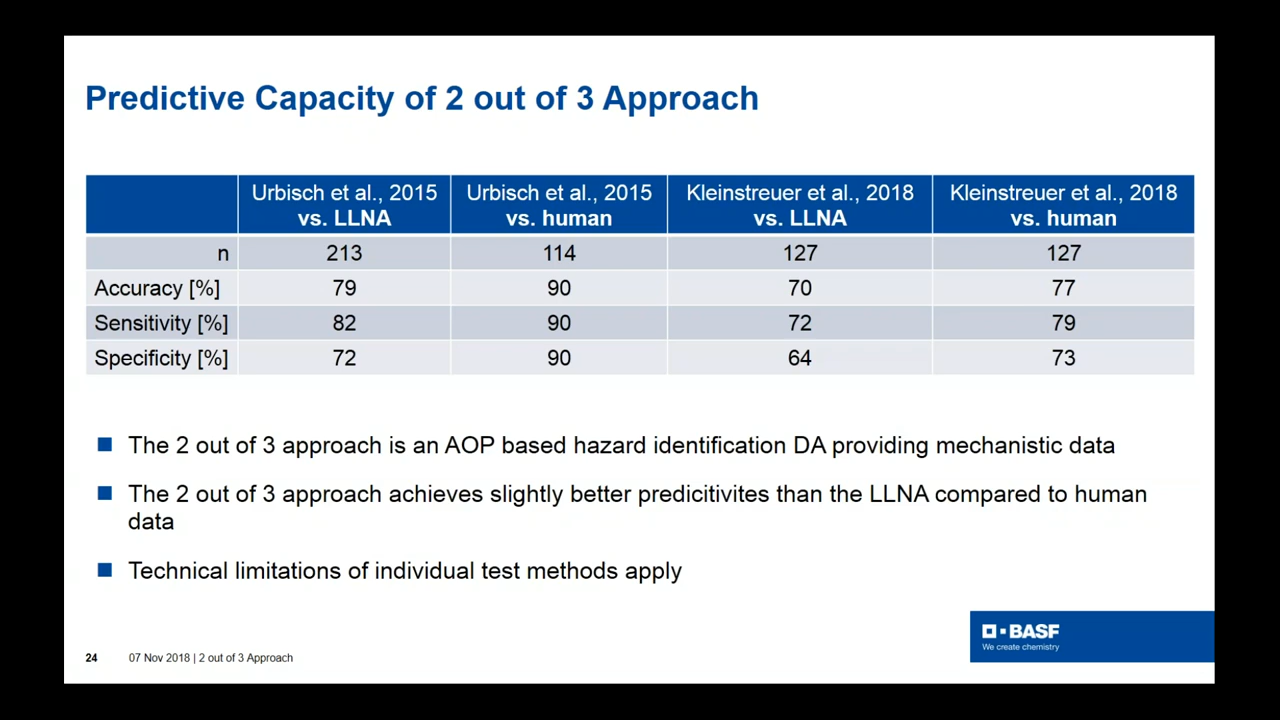 Predictive Capacity of 2 out of 3 Approach
Urbisch et al., 2015 vs. LLNA Urbisch et al., 2015 vs. human Kleinstreuer et al., 2018 vs. LLNA Kleinstreuer et al., 2018 vs. human
n 213 114 127 127
Accuracy [%] 79 90 70 77
Sensitivity [%] 82 90 72 79
Specificity [%] 72 90 64 73
The 2 out of 3 approach is an AOP based hazard identification DA providing mechanistic data
The 2 out of 3 approach achieves slightly better predicitivites than the LLNA compared to human
data
Technical limitations of individual test methods apply
BASF
We create chemistry
24 07 Nov 2018 | 2 out of 3 Approach